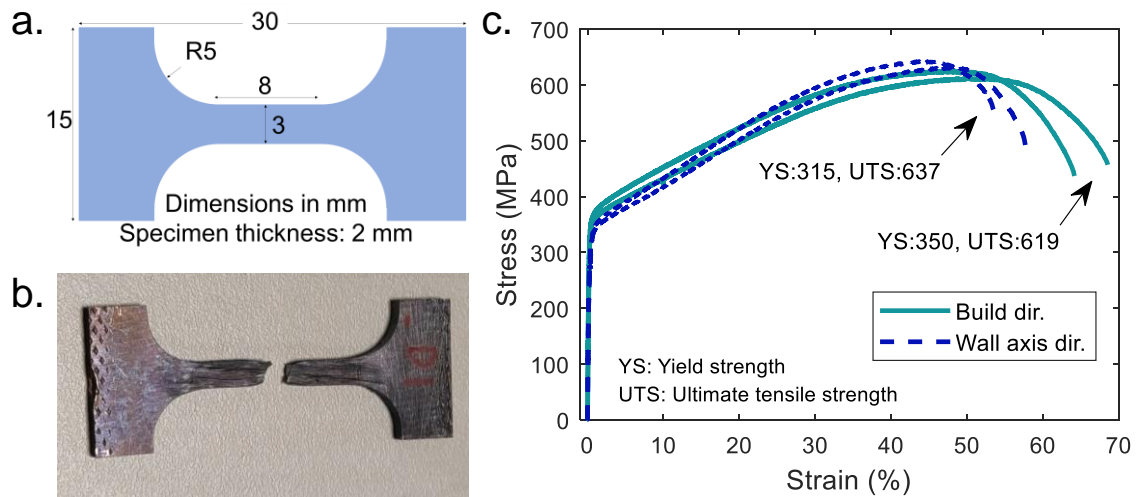 a.
30
R5
8
15
3
Dimensions in mm
Specimen thickness: 2 mm
b.
c.
700
600
500
400
300
200
100
0
Stress (MPa)
0 10 20 30 40 50 60 70
Strain (%)
YS:315, UTS:637
YS:350, UTS:619
Build dir.
Wall axis dir.
YS: Yield strength
UTS: Ultimate tensile strength